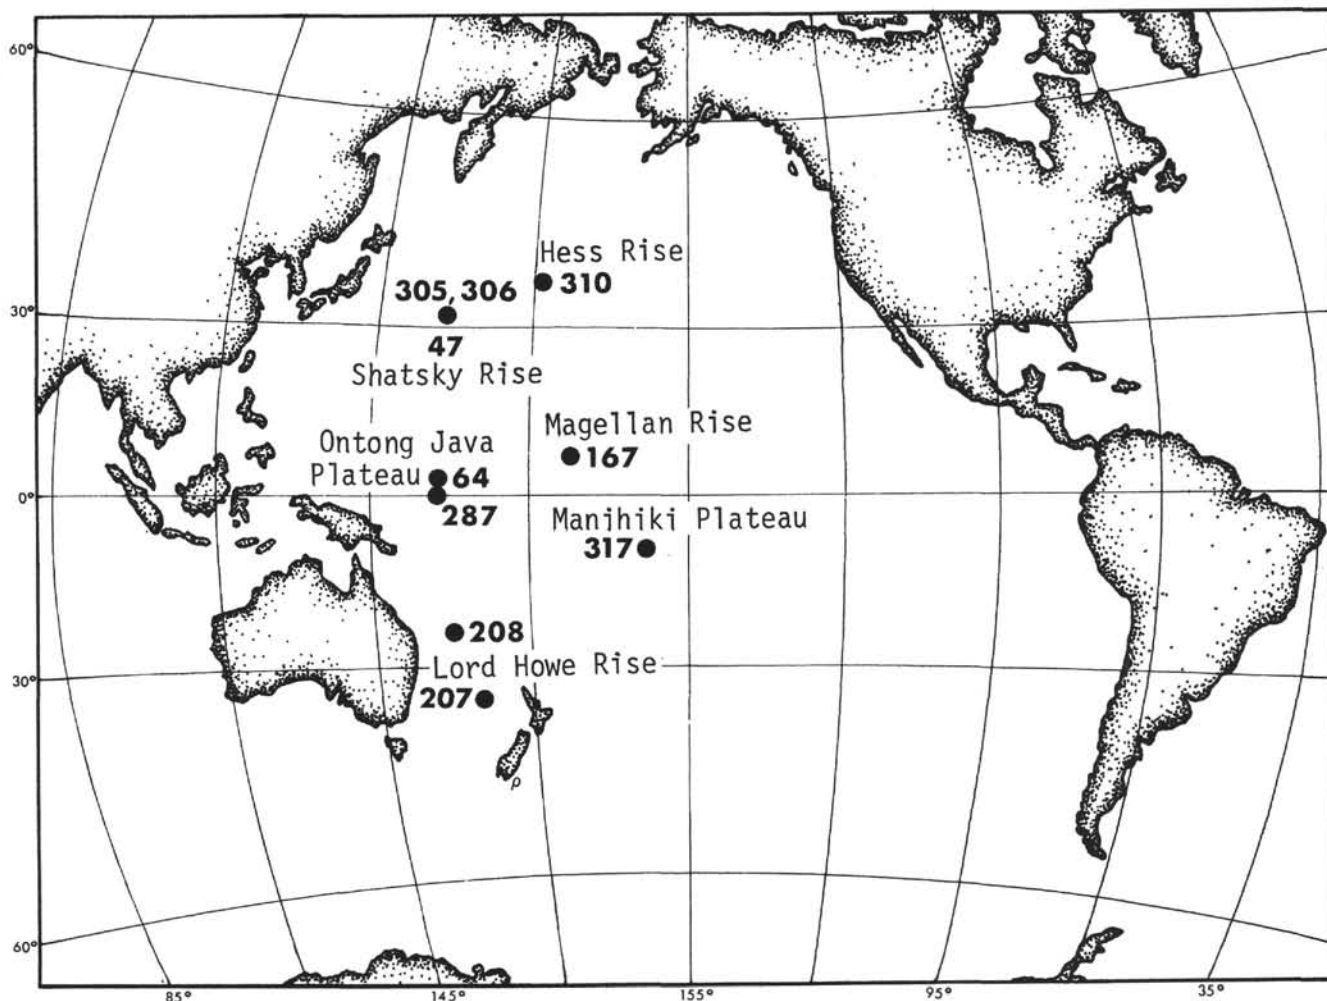 60°
Hess Rise
305, 306
310
30°
47
Shatsky Rise
Magellan Rise
Ontong Java
167
Plateau
64
0°
287
Manihiki Plateau
317
208
Lord Howe Rise
30°
207
60°
85°
145°
155°
95°
35°